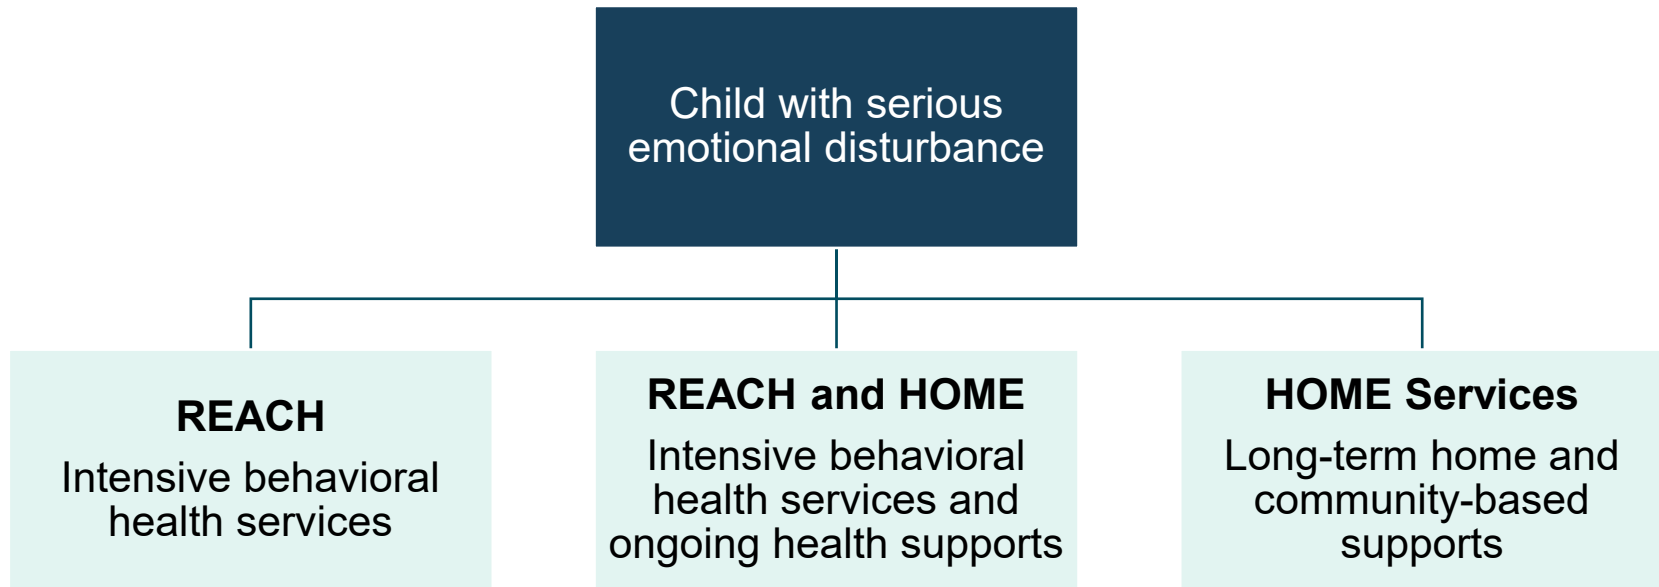 Child with serious
emotional disturbance
REACH
Intensive behavioral
health services
REACH and HOME
Intensive behavioral
health services and
ongoing health supports
HOME Services
Long-term home and
community-based
supports